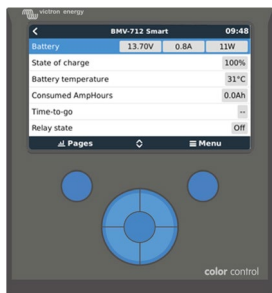 victron energy
BMV-712 Smart 09:48
Battery 13.70V 0.8A 11W
State of charge 100%
Battery temperature 31°C
Consumed AmpHours 0.0Ah
Time-to-go --
Relay state Off
Pages Menu
color control